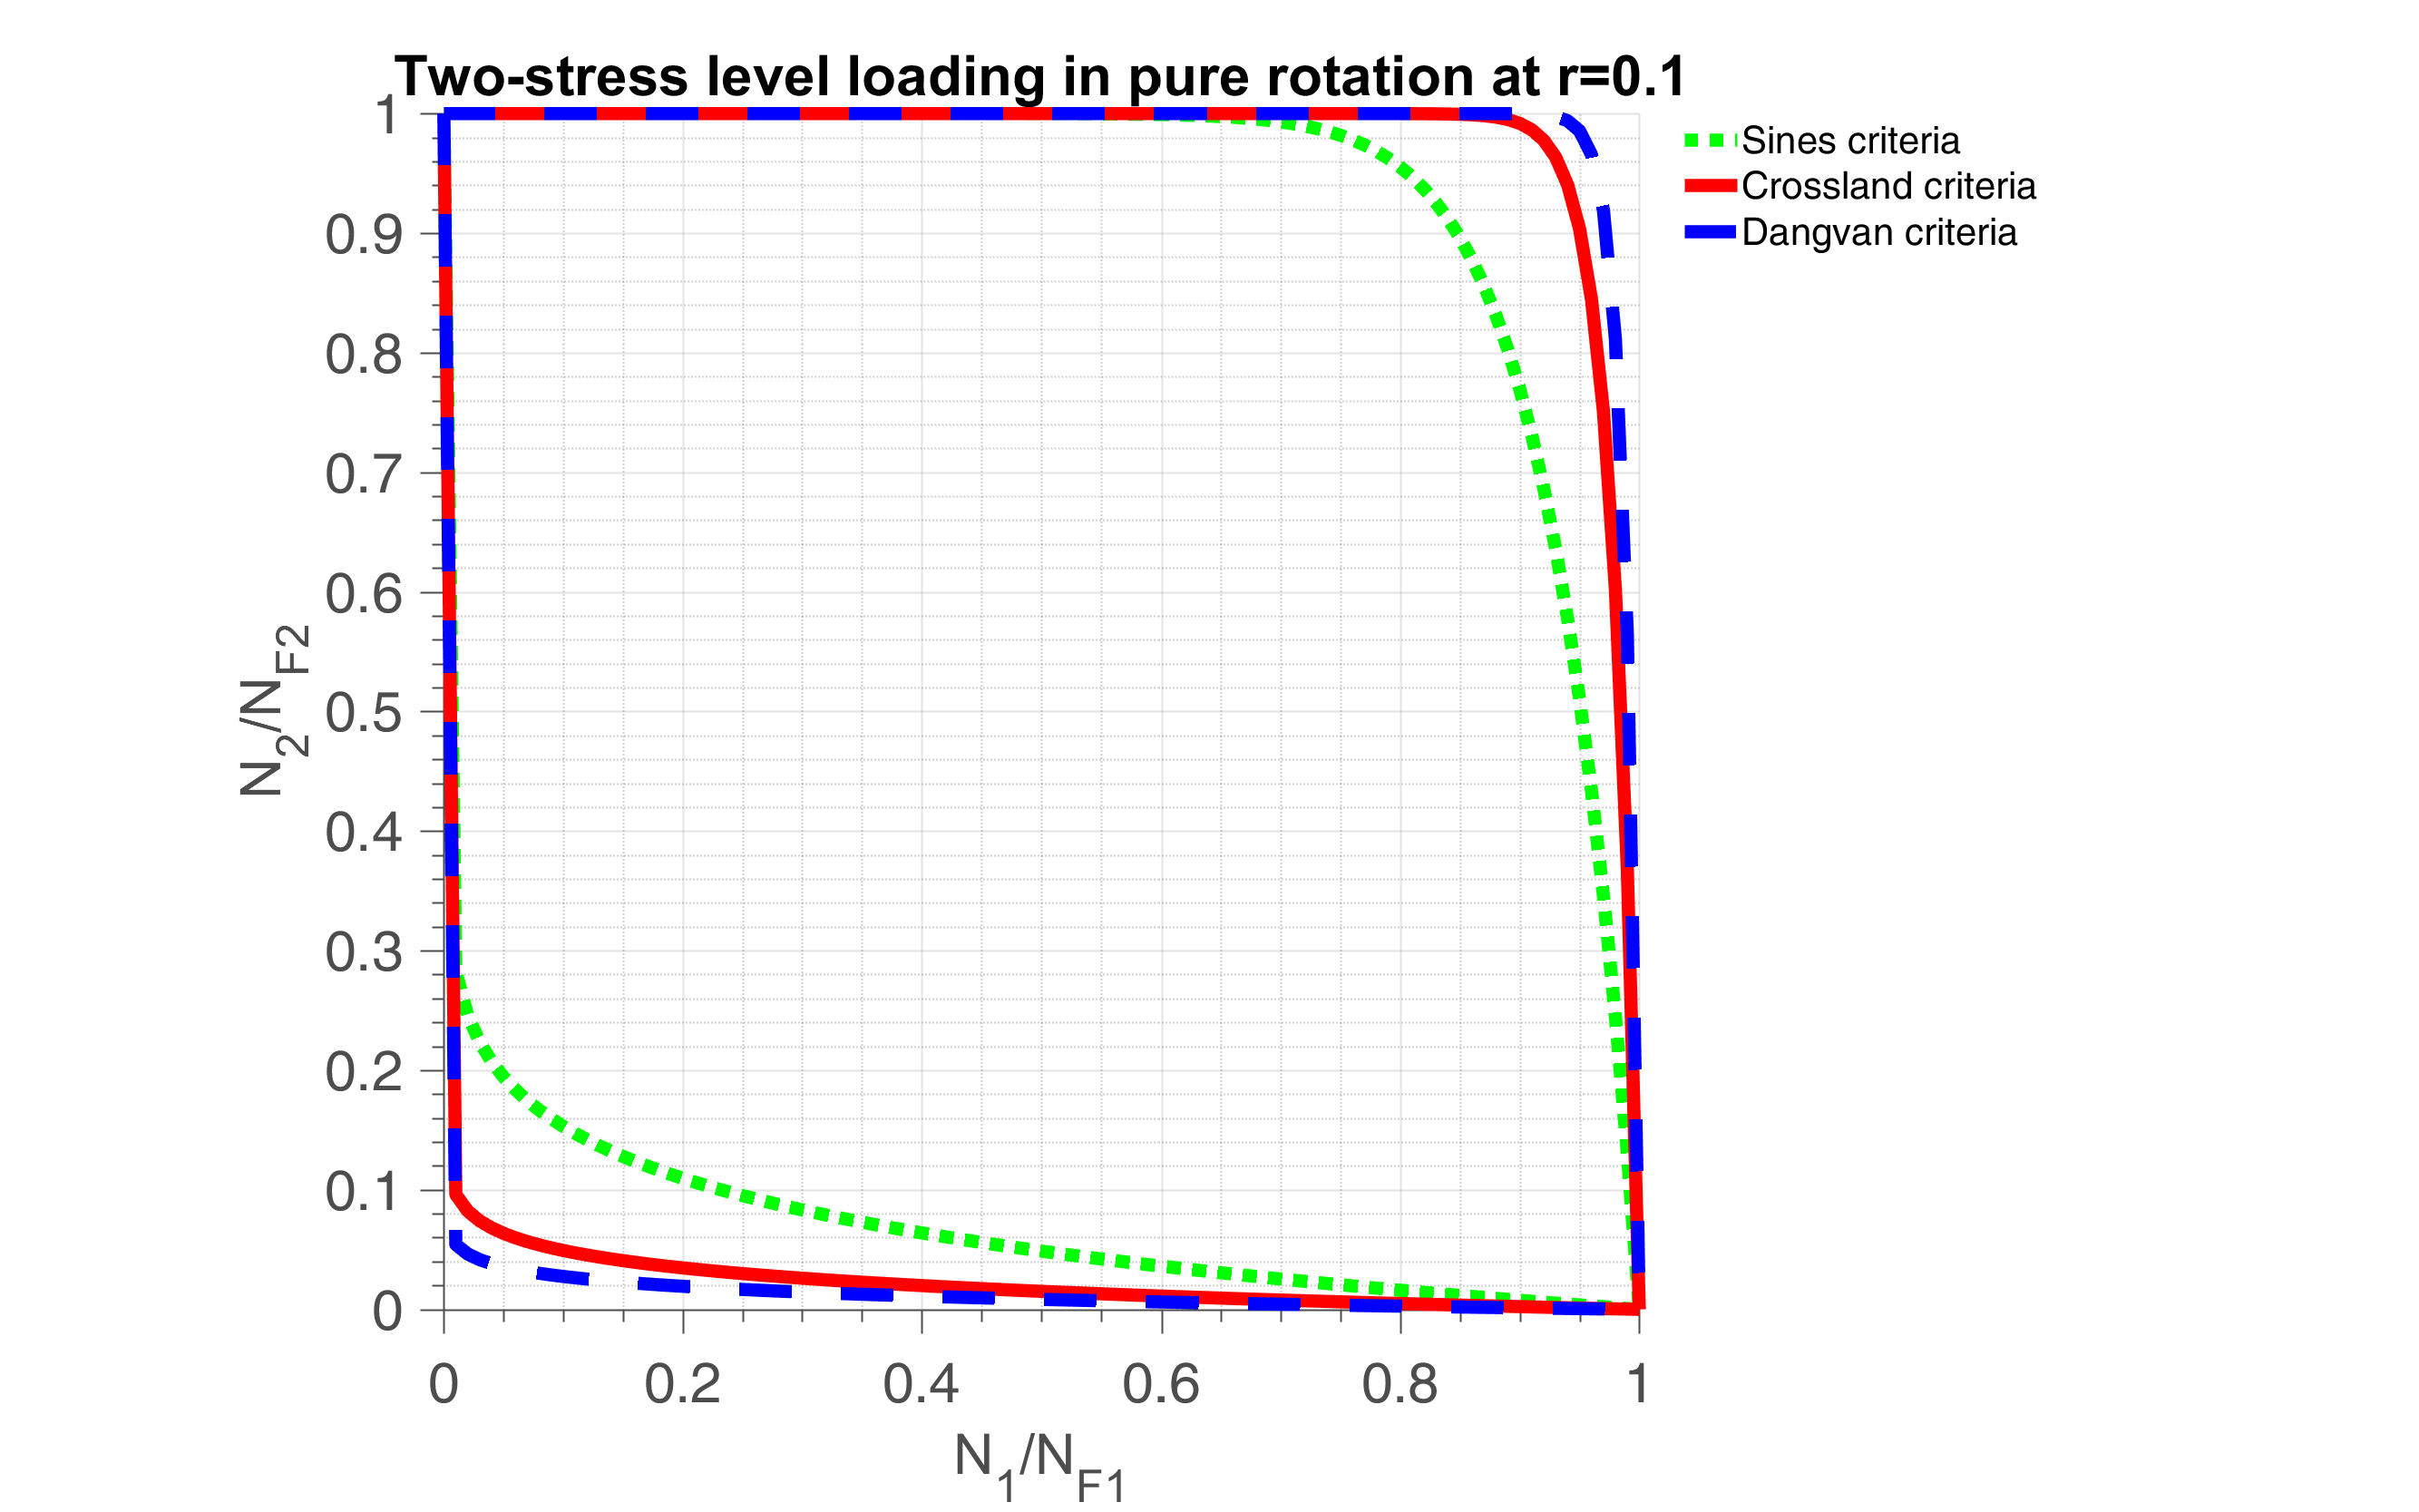 Two-stress level loading in pure rotation at r=0.1
1
0.9
0.8
0.7
0.6
0.5
0.4
0.3
0.2
0.1
0
N2/NF2
0 0.2 0.4 0.6 0.8 1
N1/NF1
Sines criteria
Crossland criteria
Dangvan criteria